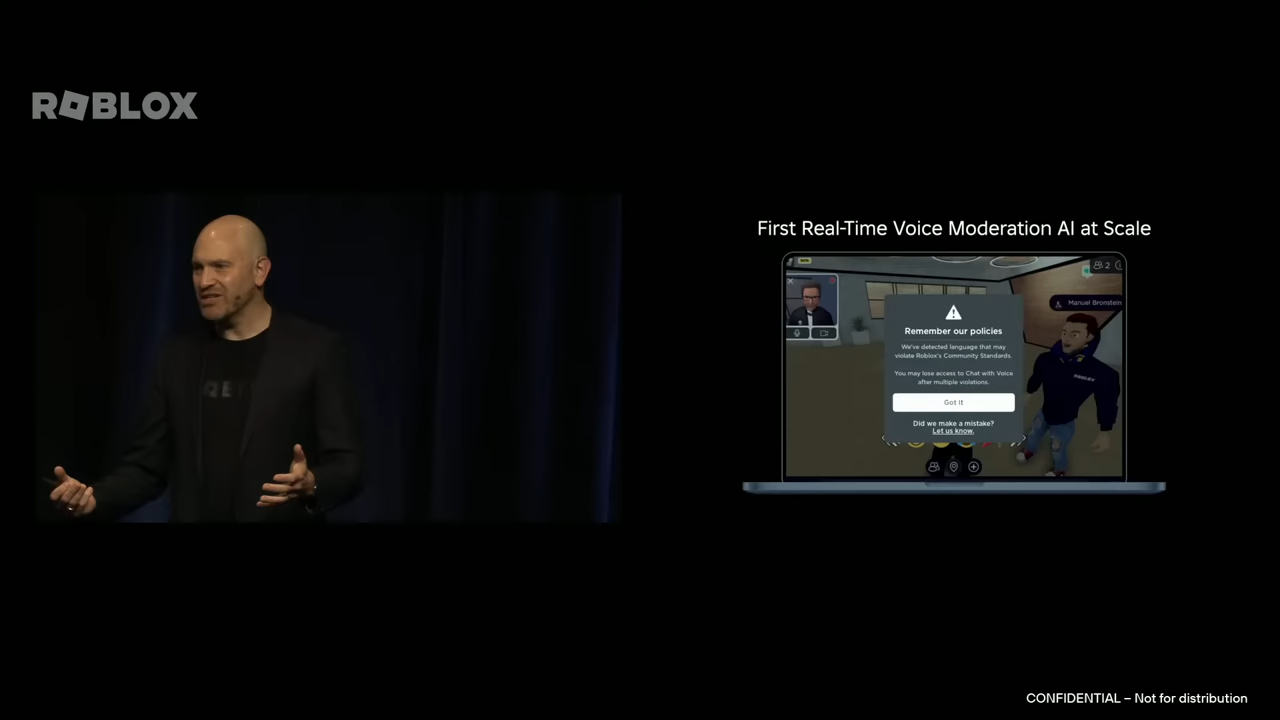 ROBLOX
First Real-Time Voice Moderation AI at Scale
2
Manuel Bronstein
Remember our policies
We've detected language that may
violate Roblox's Community Standards.
You may lose access to Chat with Voice
after multiple violations.
Got it
Did we make a mistake?
Let us know.
ROBLOX
CONFIDENTIAL – Not for distribution